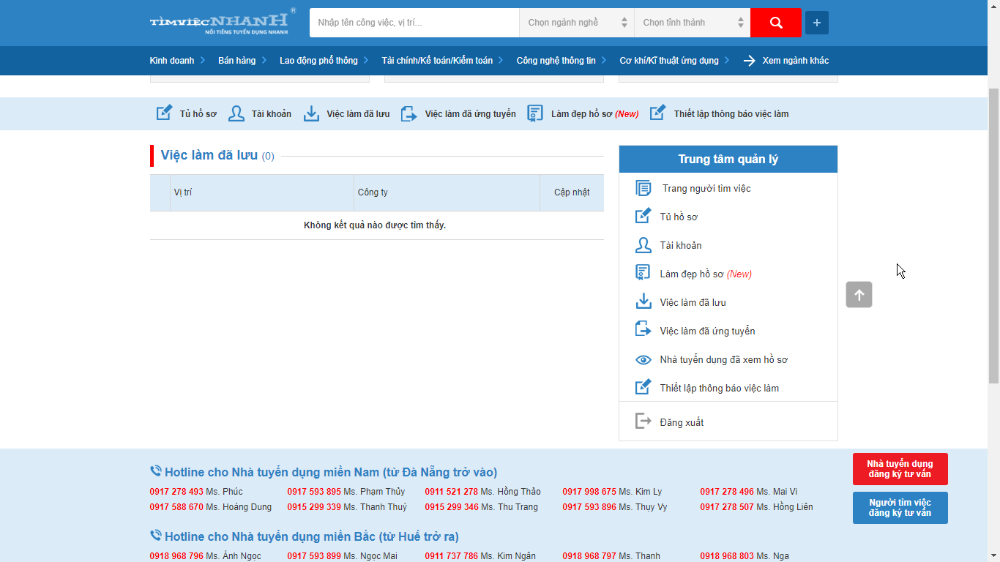 TÌMVIỆCNHANH®
NỔI TIẾNG TUYỂN DỤNG NHANH
Nhập tên công việc, vị trí...
Chọn ngành nghề
Chọn tỉnh thành
+
Kinh doanh
Bán hàng
Lao động phổ thông
Tài chính/Kế toán/Kiểm toán
Công nghệ thông tin
Cơ khí/Kĩ thuật ứng dụng
Xem ngành khác
Tủ hồ sơ
Tài khoản
Việc làm đã lưu
Việc làm đã ứng tuyển
Làm đẹp hồ sơ (New)
Thiết lập thông báo việc làm
Việc làm đã lưu (0)
Vị trí
Công ty
Cập nhật
Không kết quả nào được tìm thấy.
Trung tâm quản lý
Trang người tìm việc
Tủ hồ sơ
Tài khoản
Làm đẹp hồ sơ (New)
Việc làm đã lưu
Việc làm đã ứng tuyển
Nhà tuyển dụng đã xem hồ sơ
Thiết lập thông báo việc làm
Đăng xuất
Hotline cho Nhà tuyển dụng miền Nam (từ Đà Nẵng trở vào)
0917 278 493 Ms. Phúc
0917 593 895 Ms. Phạm Thủy
0911 521 278 Ms. Hồng Thảo
0917 998 675 Ms. Kim Ly
0917 278 496 Ms. Mai Vi
0917 588 670 Ms. Hoàng Dung
0915 299 339 Ms. Thanh Thuý
0915 299 346 Ms. Thu Trang
0917 593 896 Ms. Thụy Vy
0917 278 507 Ms. Hồng Liên
Hotline cho Nhà tuyển dụng miền Bắc (từ Huế trở ra)
0918 968 796 Ms. Ánh Ngọc
0917 593 899 Ms. Ngọc Mai
0911 737 786 Ms. Kim Ngân
0918 968 797 Ms. Thanh
0918 968 803 Ms. Nga
Nhà tuyển dụng
đăng ký tư vấn
Người tìm việc
đăng ký tư vấn